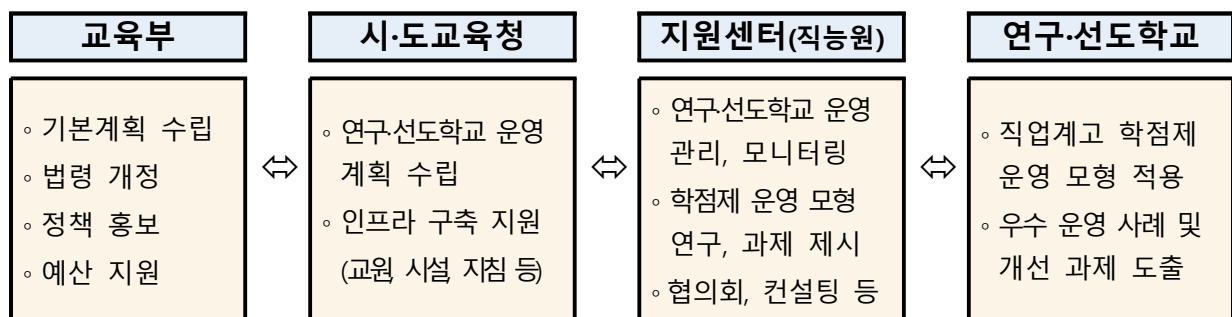 교육부
◦ 기본계획 수립
◦ 법령 개정
◦ 정책 홍보
◦ 예산 지원
⇔
시·도교육청
◦ 연구·선도학교 운영
계획 수립
◦ 인프라 구축 지원
(교원, 시설, 지침 등)
⇔
지원센터(직능원)
◦ 연구·선도학교 운영
관리, 모니터링
◦ 학점제 운영 모형
연구, 과제 제시
◦ 협의회, 컨설팅 등
⇔
연구·선도학교
◦ 직업계고 학점제
운영 모형 적용
◦ 우수 운영 사례 및
개선 과제 도출